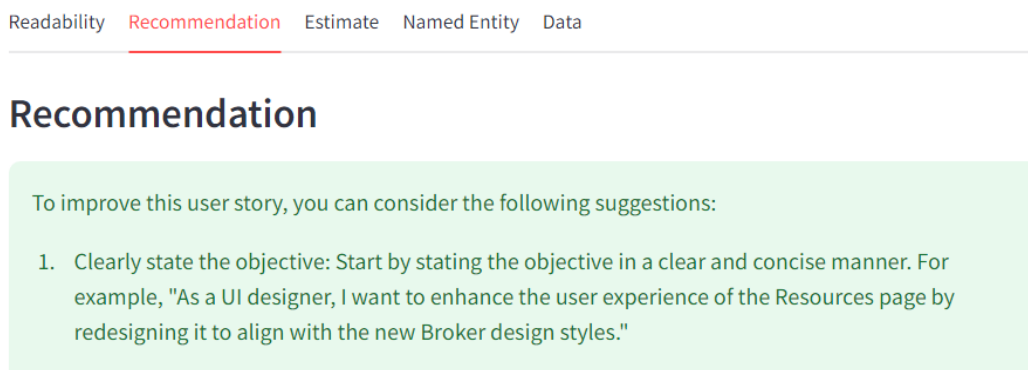 Readability Recommendation Estimate Named Entity Data
Recommendation
To improve this user story, you can consider the following suggestions:
1. Clearly state the objective: Start by stating the objective in a clear and concise manner. For
example, "As a UI designer, I want to enhance the user experience of the Resources page by
redesigning it to align with the new Broker design styles."